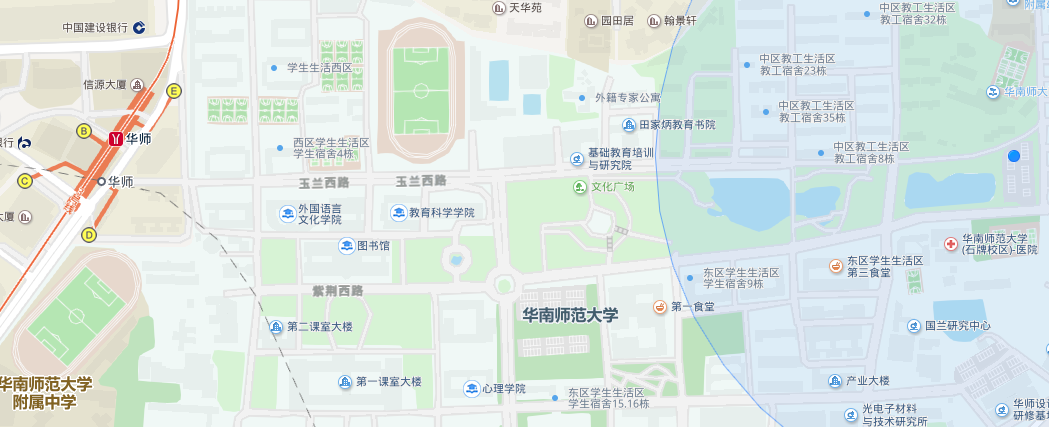 天华苑
园田居
翰景轩
中区教工生活区
教工宿舍32栋
附属
中国建设银行
信源大厦
学生生活西区
中区教工生活区
教工宿舍23栋
外籍专家公寓
华南师大
中区教工生活区
教工宿舍35栋
E
B
华师
田家炳教育书院
银行
西区学生生活区
学生宿舍4栋
基础教育培训
与研究院
中区教工生活区
教工宿舍8栋
C
华师
玉兰西路
玉兰西路
文化广场
大厦
外国语言
文化学院
教育科学学院
D
图书馆
华南师范大学
(石牌校区)-医院
东区学生生活区
第三食堂
东区学生生活区
学生宿舍9栋
紫荆西路
华南师范大学
第一食堂
第二课室大楼
国兰研究中心
华南师范大学
附属中学
第一课室大楼
心理学院
产业大楼
东区学生生活区
学生宿舍15.16栋
光电子材料
与技术研究所
华师设
研修基